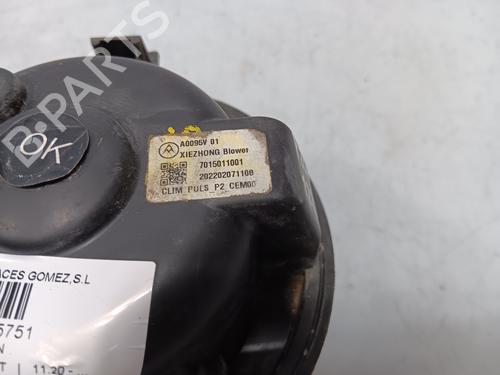 OK
A0095V 01
XIEZHONG Blower
7015011001
202202071108
CLIM PULS P2 CEM00
ACES GOMEZ,S.L
5751
N
T | 11.20 - ...
B-PARTS